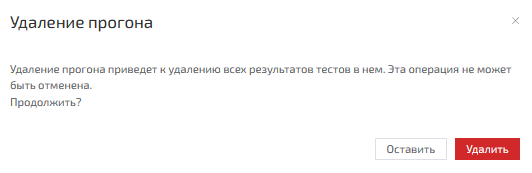 Удаление прогона
Удаление прогона приведет к удалению всех результатов тестов в нем. Эта операция не может
быть отменена.
Продолжить?
Оставить
Удалить